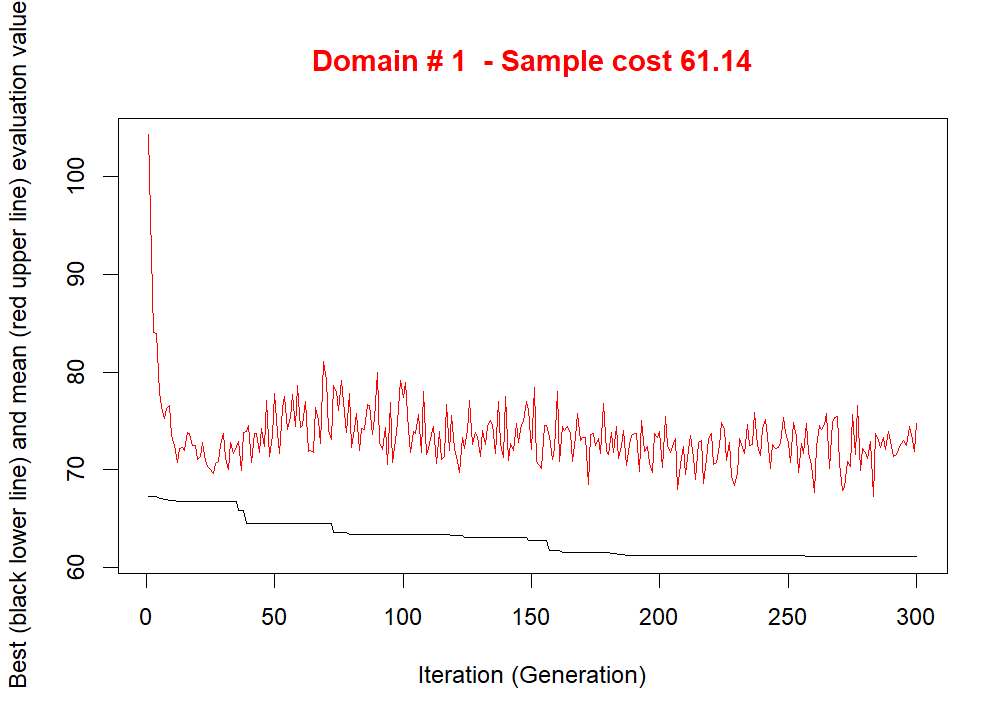 Domain # 1  - Sample cost 61.14
Best (black lower line) and mean (red upper line) evaluation value
100
90
80
70
60
0 50 100 150 200 250 300
Iteration (Generation)